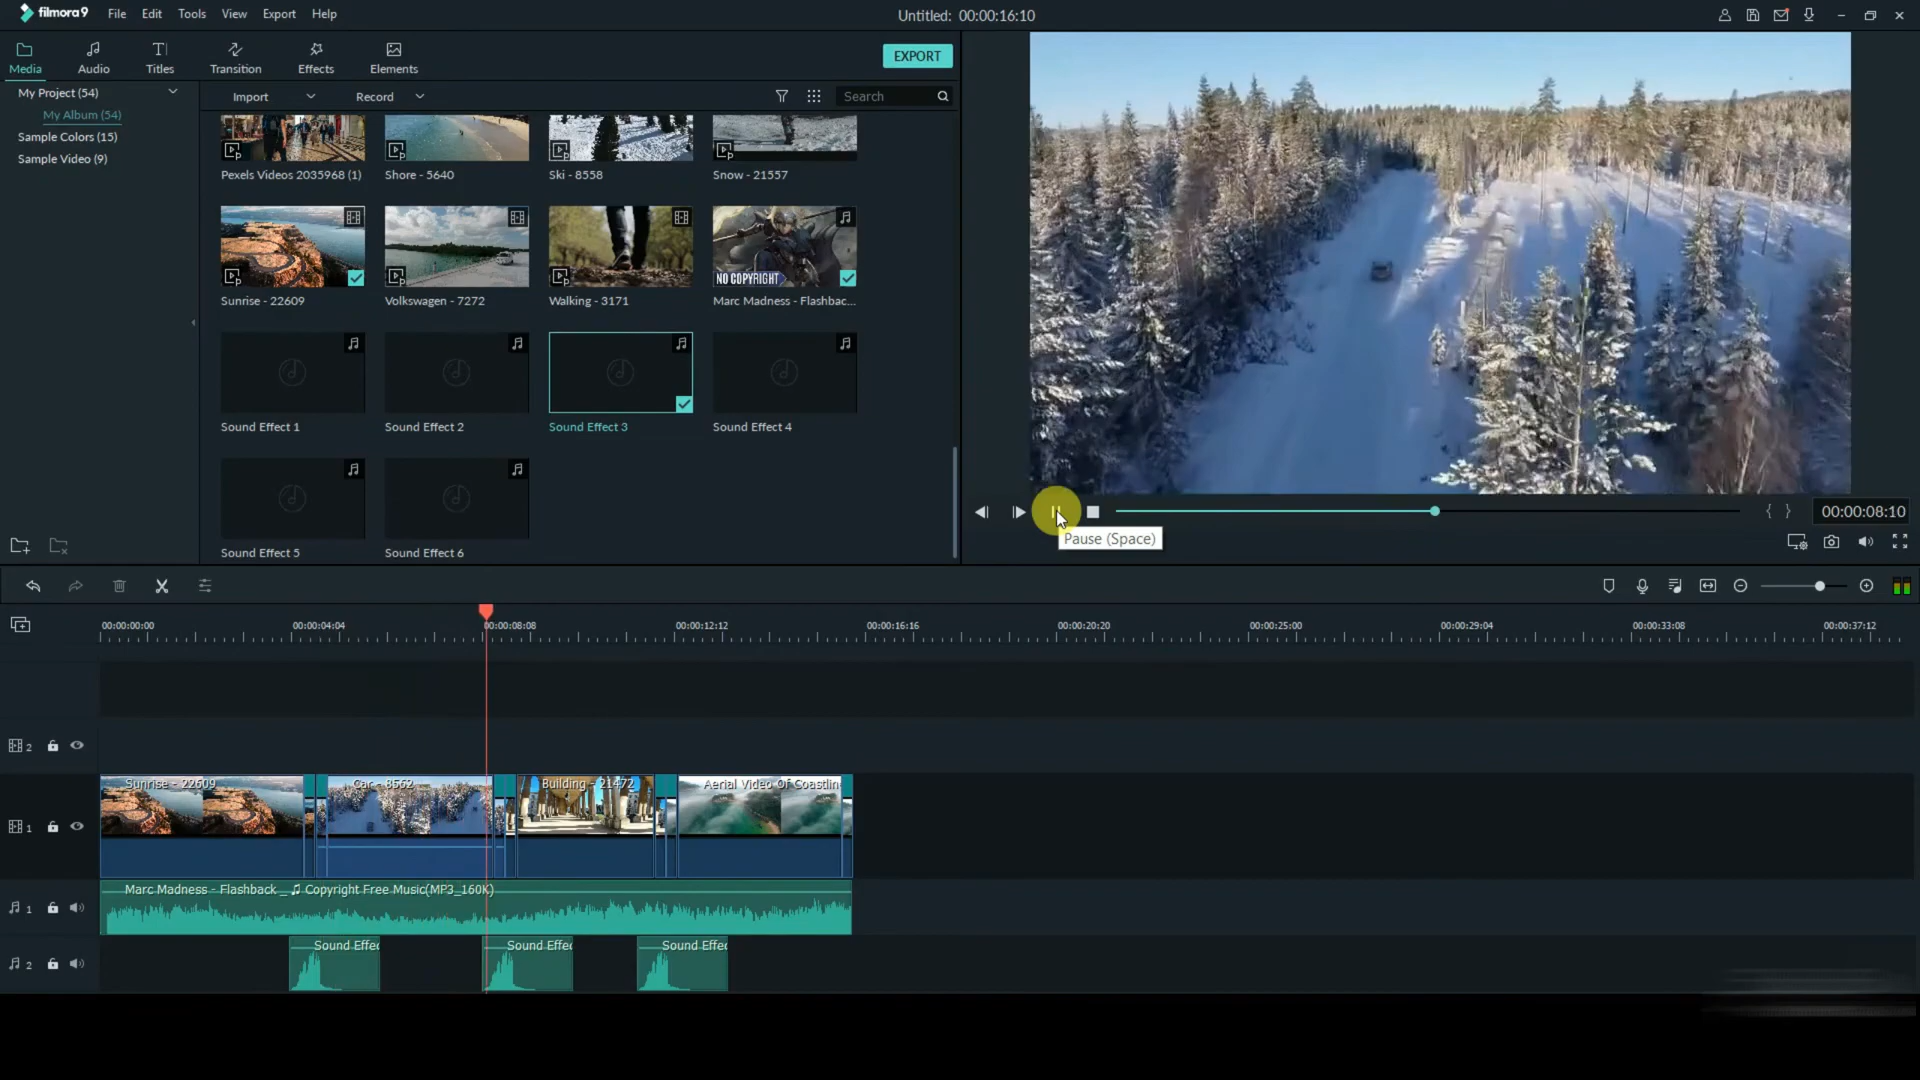 filmora9 File Edit Tools View Export Help
Untitled: 00:00:16:10
Media Audio Titles Transition Effects Elements
EXPORT
My Project (54)
My Album (54)
Sample Colors (15)
Sample Video (9)
Import Record Search
Pexels Videos 2035968 (1) Shore - 5640 Ski - 8558 Snow - 21557
NO COPYRIGHT
Sunrise - 22609 Volkswagen - 7272 Walking - 3171 Marc Madness - Flashbac...
Sound Effect 1 Sound Effect 2 Sound Effect 3 Sound Effect 4
Sound Effect 5 Sound Effect 6
00:00:08:10
Pause (Space)
00:00:00:00 00:00:04:04 00:00:08:08 00:00:12:12 00:00:16:16 00:00:20:20 00:00:25:00 00:00:29:04 00:00:33:08 00:00:37:12
2
Sunrise - 22609 Car - 8562 Building - 21472 Aerial Video Of Coastlin
1
Marc Madness - Flashback _ ♫ Copyright Free Music(MP3_160K)
1
Sound Effec Sound Effec Sound Effec
2